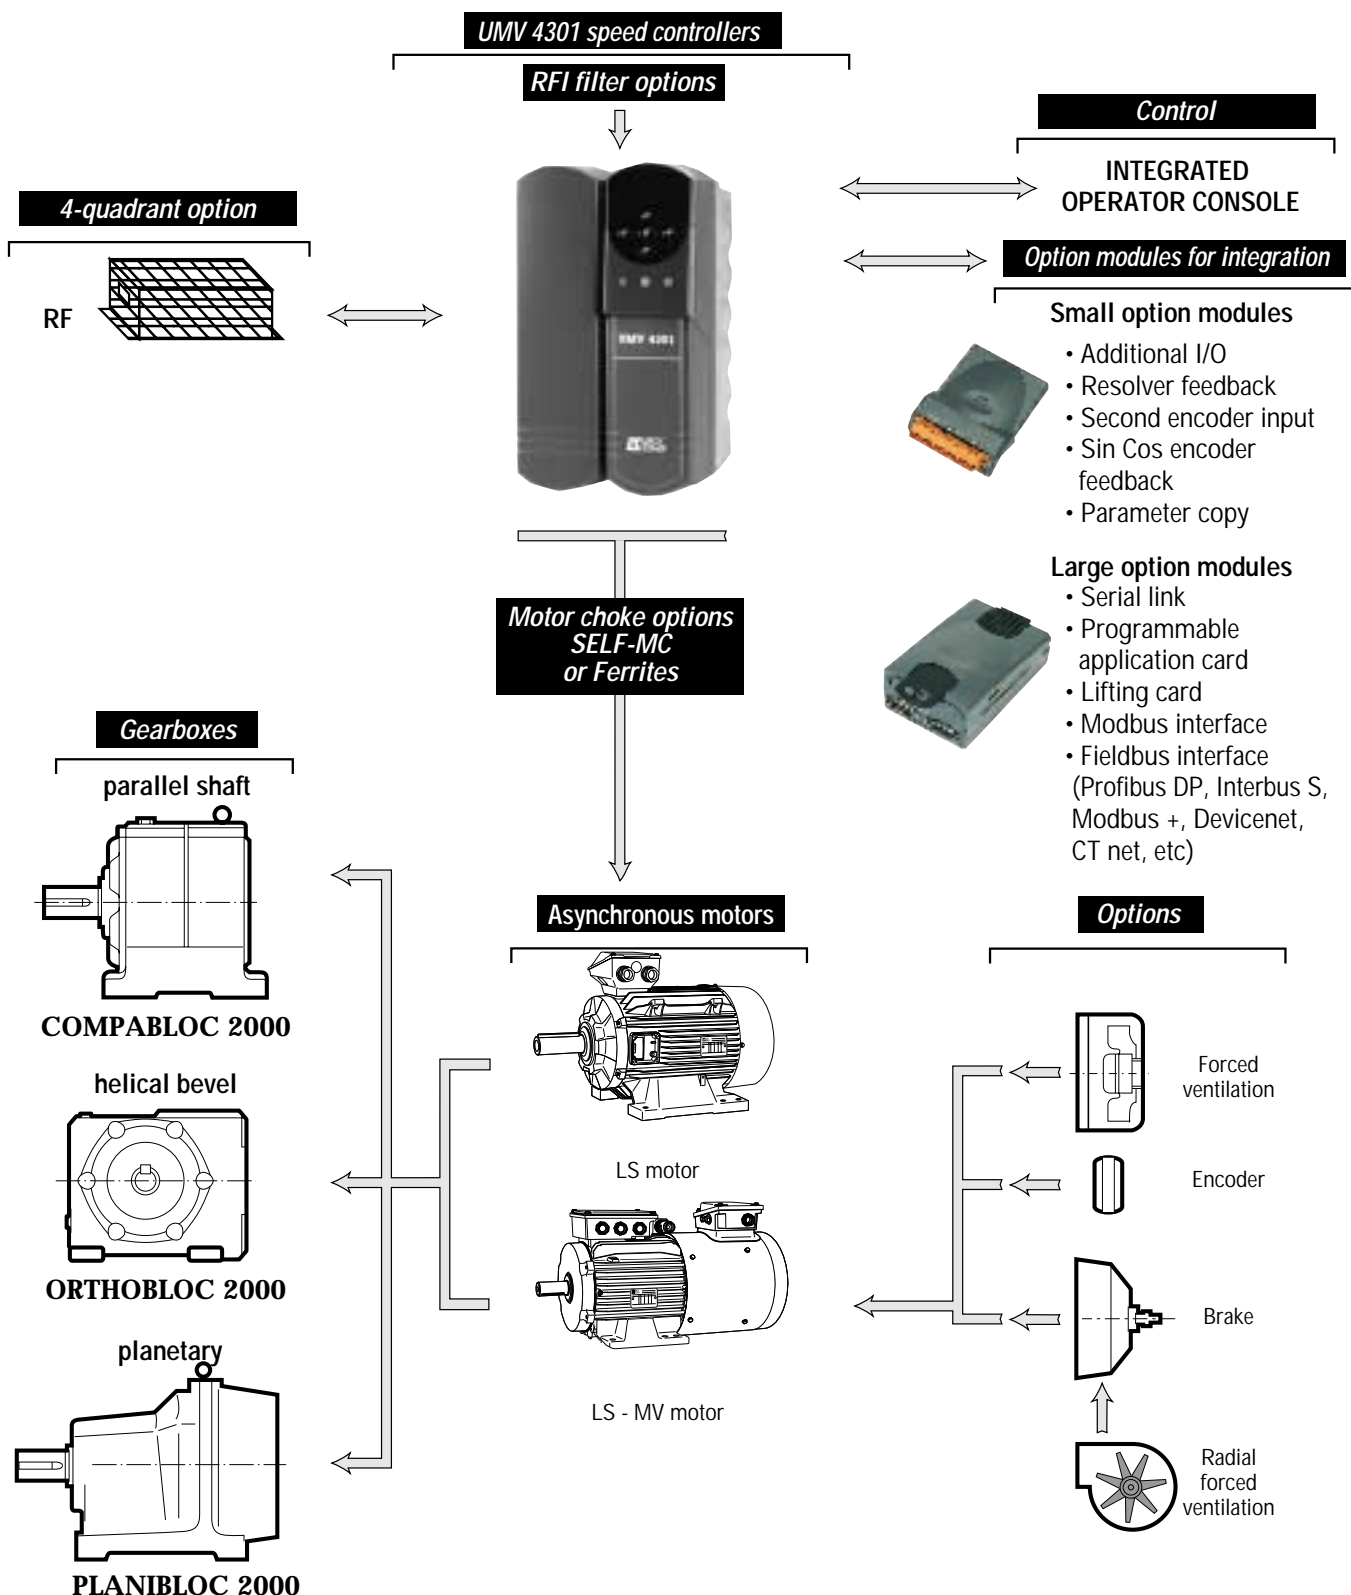 UMV 4301 speed controllers
RFI filter options
Control
INTEGRATED
OPERATOR CONSOLE
4-quadrant option
RF
Option modules for integration
Small option modules
• Additional I/O
• Resolver feedback
• Second encoder input
• Sin Cos encoder
feedback
• Parameter copy
UMV 4301
Large option modules
• Serial link
• Programmable
application card
• Lifting card
• Modbus interface
• Fieldbus interface
(Profibus DP, Interbus S,
Modbus +, Devicenet,
CT net, etc)
Motor choke options
SELF-MC
or Ferrites
Gearboxes
parallel shaft
COMPABLOC 2000
helical bevel
ORTHOBLOC 2000
planetary
PLANIBLOC 2000
Asynchronous motors
LS motor
LS - MV motor
Options
Forced
ventilation
Encoder
Brake
Radial
forced
ventilation